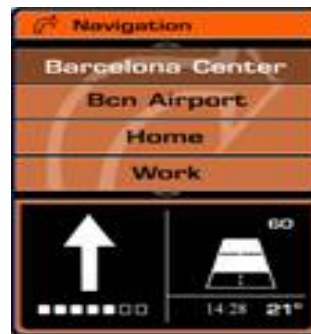 Navigation
Barcelona Center
Bcn Airport
Home
Work
60
14:28 21°